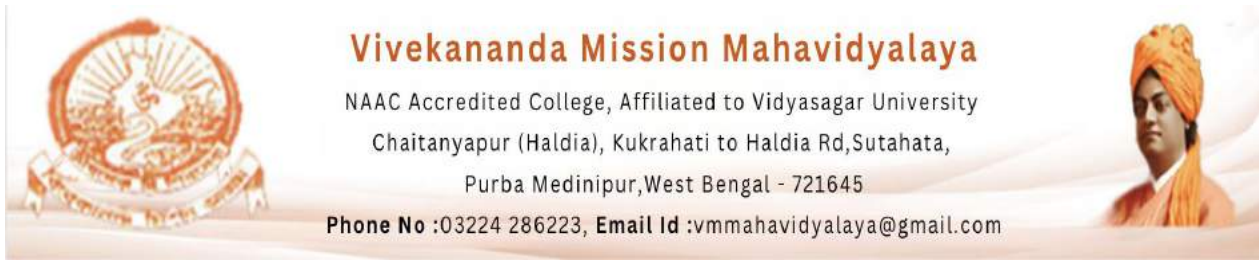 Vivekananda Mission Mahavidyalaya
NAAC Accredited College, Affiliated to Vidyasagar University
Chaitanyapur (Haldia), Kukrahati to Haldia Rd,Sutahata,
Purba Medinipur,West Bengal - 721645
Phone No :03224 286223, Email Id :vmmahavidyalaya@gmail.com